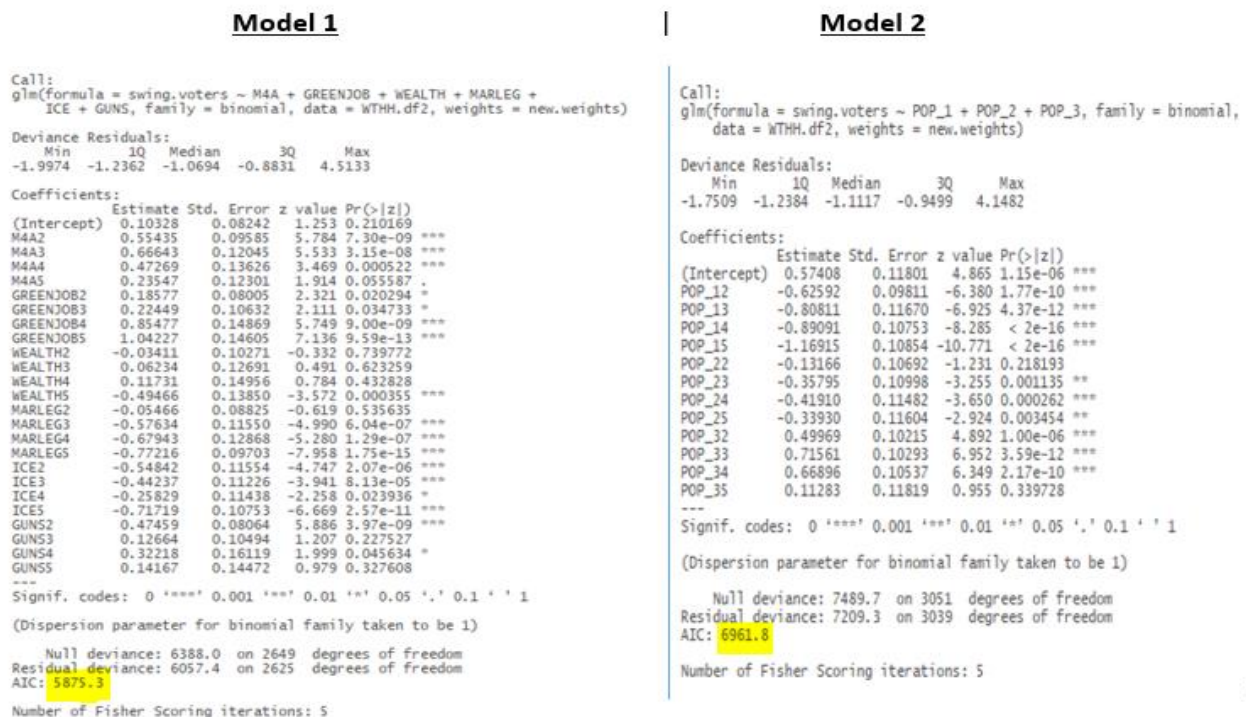 Model 1
Call:
glm(formula = swing.voters ~ M4A + GREENJOB + WEALTH + MARLEG +
ICE + GUNS, family = binomial, data = WTHH.df2, weights = new.weights)
Deviance Residuals:
Min 1Q Median 3Q Max
-1.9974 -1.2362 -1.0694 -0.8831 4.5133
Coefficients:
Estimate Std. Error z value Pr(>|z|)
(Intercept) 0.10328 0.08242 1.253 0.210169
M4A2 0.55435 0.09585 5.784 7.30e-09 ***
M4A3 0.66643 0.12045 5.533 3.15e-08 ***
M4A4 0.47269 0.13626 3.469 0.000522 ***
M4A5 0.23547 0.12301 1.914 0.055587 .
GREENJOB2 0.18577 0.08005 2.321 0.020294 *
GREENJOB3 0.22449 0.10632 2.111 0.034733 *
GREENJOB4 0.85477 0.14869 5.749 9.00e-09 ***
GREENJOB5 1.04227 0.14605 7.136 9.59e-13 ***
WEALTH2 -0.03411 0.10271 -0.332 0.739772
WEALTH3 0.06234 0.12691 0.491 0.623259
WEALTH4 0.11731 0.14956 0.784 0.432828
WEALTH5 -0.49466 0.13850 -3.572 0.000355 ***
MARLEG2 -0.05466 0.08825 -0.619 0.535635
MARLEG3 -0.57634 0.11550 -4.990 6.04e-07 ***
MARLEG4 -0.67943 0.12868 -5.280 1.29e-07 ***
MARLEG5 -0.77216 0.09703 -7.958 1.75e-15 ***
ICE2 -0.54842 0.11554 -4.747 2.07e-06 ***
ICE3 -0.44237 0.11226 -3.941 8.13e-05 ***
ICE4 -0.25829 0.11438 -2.258 0.023936 *
ICE5 -0.71719 0.10753 -6.669 2.57e-11 ***
GUNS2 0.47459 0.08064 5.886 3.97e-09 ***
GUNS3 0.12664 0.10494 1.207 0.227527
GUNS4 0.32218 0.16119 1.999 0.045634 *
GUNS5 0.14167 0.14472 0.979 0.327608
---
Signif. codes: 0 '***' 0.001 '**' 0.01 '*' 0.05 '.' 0.1 ' ' 1
(Dispersion parameter for binomial family taken to be 1)
Null deviance: 6388.0 on 2649 degrees of freedom
Residual deviance: 6057.4 on 2625 degrees of freedom
AIC: 5875.3
Number of Fisher Scoring iterations: 5
Model 2
Call:
glm(formula = swing.voters ~ POP_1 + POP_2 + POP_3, family = binomial,
data = WTHH.df2, weights = new.weights)
Deviance Residuals:
Min 1Q Median 3Q Max
-1.7509 -1.2384 -1.1117 -0.9499 4.1482
Coefficients:
Estimate Std. Error z value Pr(>|z|)
(Intercept) 0.57408 0.11801 4.865 1.15e-06 ***
POP_12 -0.62592 0.09811 -6.380 1.77e-10 ***
POP_13 -0.80811 0.11670 -6.925 4.37e-12 ***
POP_14 -0.89091 0.10753 -8.285 < 2e-16 ***
POP_15 -1.16915 0.10854 -10.771 < 2e-16 ***
POP_22 -0.13166 0.10692 -1.231 0.218193
POP_23 -0.35795 0.10998 -3.255 0.001135 **
POP_24 -0.41910 0.11482 -3.650 0.000262 ***
POP_25 -0.33930 0.11604 -2.924 0.003454 **
POP_32 0.49969 0.10215 4.892 1.00e-06 ***
POP_33 0.71561 0.10293 6.952 3.59e-12 ***
POP_34 0.66896 0.10537 6.349 2.17e-10 ***
POP_35 0.11283 0.11819 0.955 0.339728
---
Signif. codes: 0 '***' 0.001 '**' 0.01 '*' 0.05 '.' 0.1 ' ' 1
(Dispersion parameter for binomial family taken to be 1)
Null deviance: 7489.7 on 3051 degrees of freedom
Residual deviance: 7209.3 on 3039 degrees of freedom
AIC: 6961.8
Number of Fisher Scoring iterations: 5